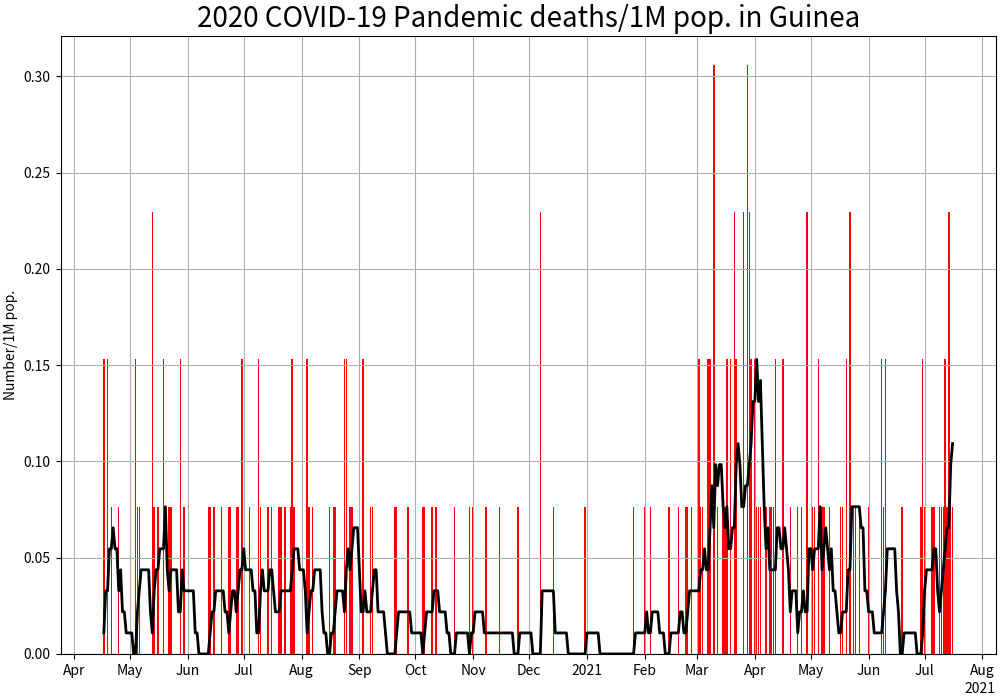 2020 COVID-19 Pandemic deaths/1M pop. in Guinea
Number/1M pop.
0.30
0.25
0.20
0.15
0.10
0.05
0.00
Apr May Jun Jul Aug Sep Oct Nov Dec 2021 Feb Mar Apr May Jun Jul Aug
2021